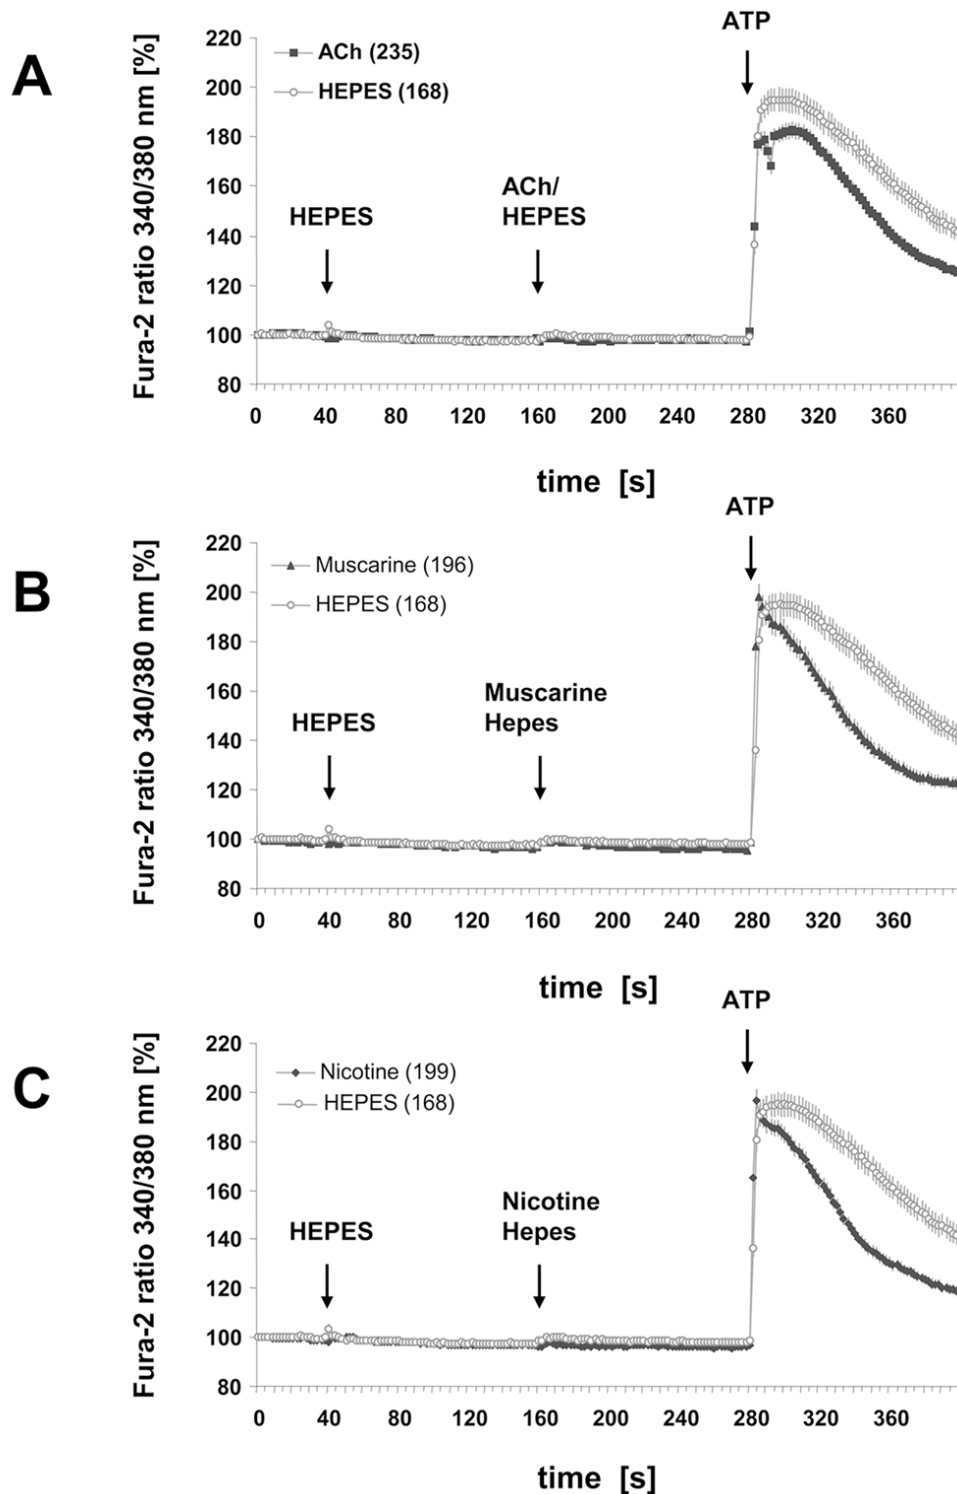 A
Fura-2 ratio 340/380 nm [%]
220
200
180
160
140
120
100
80
ACh (235)
HEPES (168)
HEPES
ACh/
HEPES
ATP
0 40 80 120 160 200 240 280 320 360
time [s]
B
Fura-2 ratio 340/380 nm [%]
220
200
180
160
140
120
100
80
Muscarine (196)
HEPES (168)
HEPES
Muscarine
Hepes
ATP
0 40 80 120 160 200 240 280 320 360
time [s]
C
Fura-2 ratio 340/380 nm [%]
220
200
180
160
140
120
100
80
Nicotine (199)
HEPES (168)
HEPES
Nicotine
Hepes
ATP
0 40 80 120 160 200 240 280 320 360
time [s]